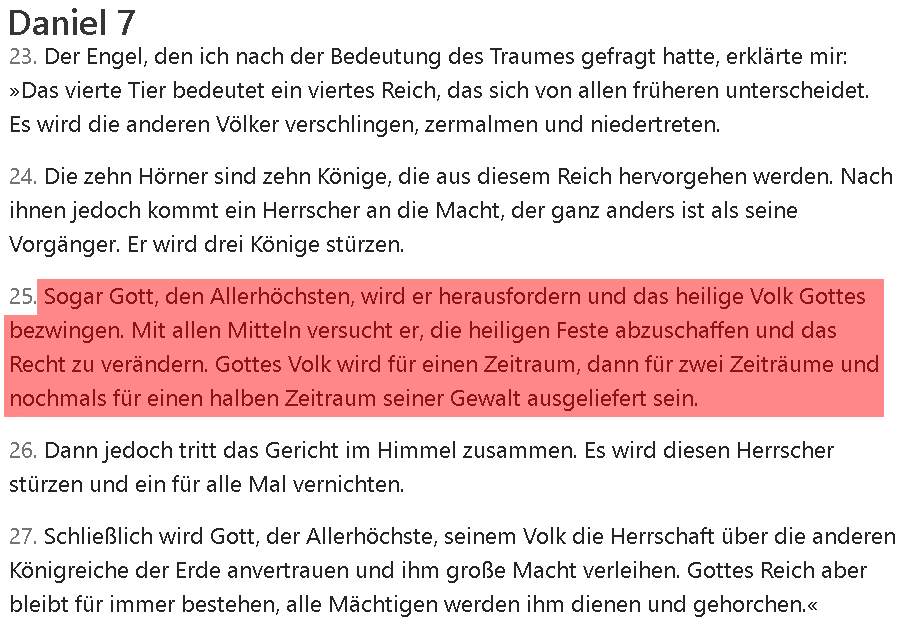 Daniel 7
23. Der Engel, den ich nach der Bedeutung des Traumes gefragt hatte, erklärte mir:
»Das vierte Tier bedeutet ein viertes Reich, das sich von allen früheren unterscheidet.
Es wird die anderen Völker verschlingen, zermalmen und niedertreten.
24. Die zehn Hörner sind zehn Könige, die aus diesem Reich hervorgehen werden. Nach
ihnen jedoch kommt ein Herrscher an die Macht, der ganz anders ist als seine
Vorgänger. Er wird drei Könige stürzen.
25. Sogar Gott, den Allerhöchsten, wird er herausfordern und das heilige Volk Gottes
bezwingen. Mit allen Mitteln versucht er, die heiligen Feste abzuschaffen und das
Recht zu verändern. Gottes Volk wird für einen Zeitraum, dann für zwei Zeiträume und
nochmals für einen halben Zeitraum seiner Gewalt ausgeliefert sein.
26. Dann jedoch tritt das Gericht im Himmel zusammen. Es wird diesen Herrscher
stürzen und ein für alle Mal vernichten.
27. Schließlich wird Gott, der Allerhöchste, seinem Volk die Herrschaft über die anderen
Königreiche der Erde anvertrauen und ihm große Macht verleihen. Gottes Reich aber
bleibt für immer bestehen, alle Mächtigen werden ihm dienen und gehorchen.«